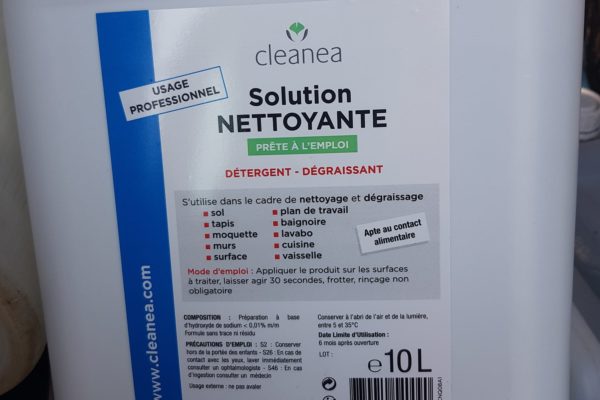 cleanea
USAGE
PROFESSIONNEL
Solution
NETTOYANTE
PRÊTE À L'EMPLOI
DÉTERGENT - DÉGRAISSANT
S'utilise dans le cadre de nettoyage et dégraissage
sol
tapis
moquette
murs
surface
plan de travail
baignoire
lavabo
cuisine
vaisselle
Apte au contact
alimentaire
Mode d'emploi : Appliquer le produit sur les surfaces
à traiter, laisser agir 30 secondes, frotter, rinçage non
obligatoire
www.cleanea.com
COMPOSITION : Préparation à base
d'hydroxyde de sodium < 0,01% m/m
Formule sans trace ni résidu
PRÉCAUTIONS D'EMPLOI : S2 : Conserver
hors de la portée des enfants - S26 : En cas de
contact avec les yeux, laver immédiatement
consulter un ophtalmologiste - S46 : En cas
d'ingestion consulter un médecin
Usage externe : ne pas avaler
Conserver à l'abri de l'air et de la lumière,
entre 5 et 35°C
Date Limite d'Utilisation :
6 mois après ouverture
LOT :
e 10 L